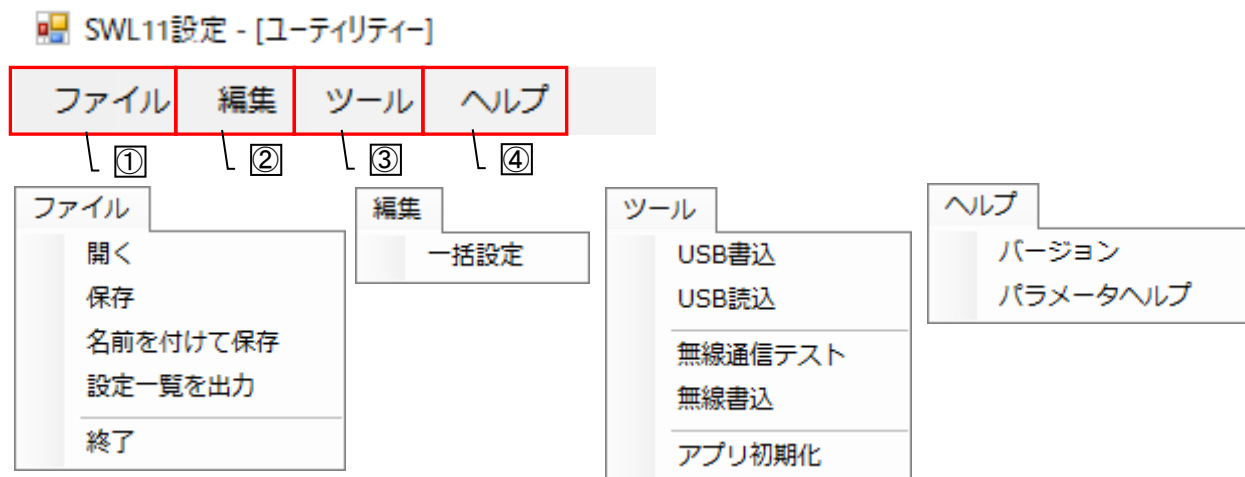 SWL11設定 - [ユーティリティー]
ファイル 編集 ツール ヘルプ
① ② ③ ④
ファイル
開く
保存
名前を付けて保存
設定一覧を出力
終了
編集
一括設定
ツール
USB書込
USB読込
無線通信テスト
無線書込
アプリ初期化
ヘルプ
バージョン
パラメータヘルプ